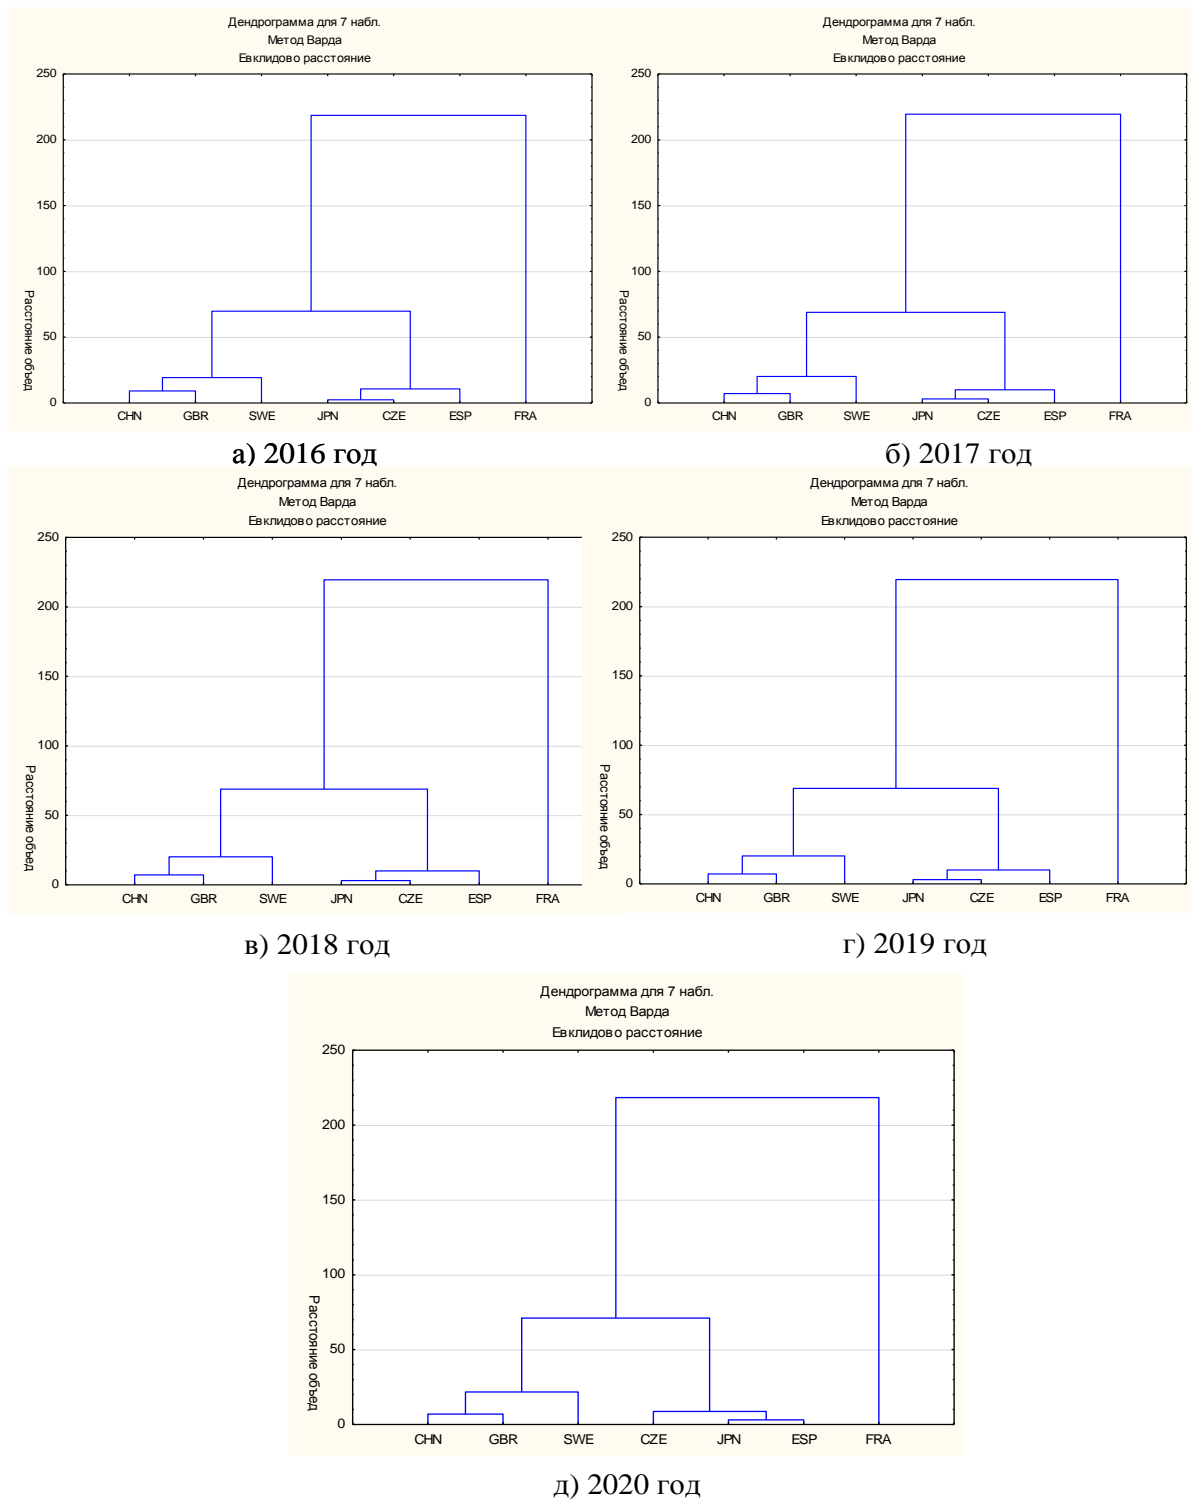 Дендрограмма для 7 набл.
Метод Варда
Евклидово расстояние
250
200
150
100
50
0
Расстояние объед
CHN GBR SWE JPN CZE ESP FRA
а) 2016 год
Дендрограмма для 7 набл.
Метод Варда
Евклидово расстояние
250
200
150
100
50
0
Расстояние объед
CHN GBR SWE JPN CZE ESP FRA
б) 2017 год
Дендрограмма для 7 набл.
Метод Варда
Евклидово расстояние
250
200
150
100
50
0
Расстояние объед
CHN GBR SWE JPN CZE ESP FRA
в) 2018 год
Дендрограмма для 7 набл.
Метод Варда
Евклидово расстояние
250
200
150
100
50
0
Расстояние объед
CHN GBR SWE JPN CZE ESP FRA
г) 2019 год
Дендрограмма для 7 набл.
Метод Варда
Евклидово расстояние
250
200
150
100
50
0
Расстояние объед
CHN GBR SWE CZE JPN ESP FRA
д) 2020 год